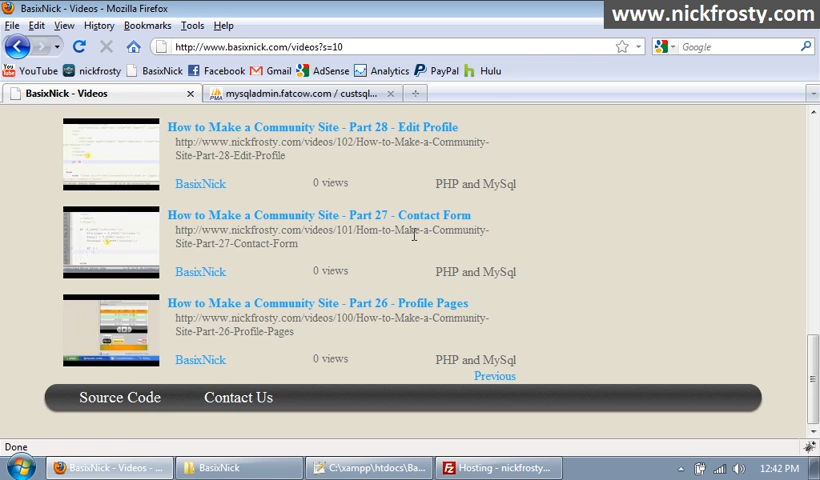 BasixNick - Videos - Mozilla Firefox
www.nickfrosty.com
File Edit View History Bookmarks Tools Help
http://www.basixnick.com/videos?s=10
Google
YouTube nickfrosty BasixNick Facebook Gmail AdSense Analytics PayPal Hulu
BasixNick - Videos
mysqladmin.fatcow.com / custsql...
How to Make a Community Site - Part 28 - Edit Profile
http://www.nickfrosty.com/videos/102/How-to-Make-a-Community-
Site-Part-28-Edit-Profile
BasixNick 0 views PHP and MySql
How to Make a Community Site - Part 27 - Contact Form
http://www.nickfrosty.com/videos/101/How-to-Make-a-Community-
Site-Part-27-Contact-Form
BasixNick 0 views PHP and MySql
How to Make a Community Site - Part 26 - Profile Pages
http://www.nickfrosty.com/videos/100/How-to-Make-a-Community-
Site-Part-26-Profile-Pages
BasixNick 0 views PHP and MySql
Previous
Source Code Contact Us
Done
BasixNick - Videos - ... BasixNick C:\xampp\htdocs\Ba... Hosting - nickfrosty... 12:42 PM